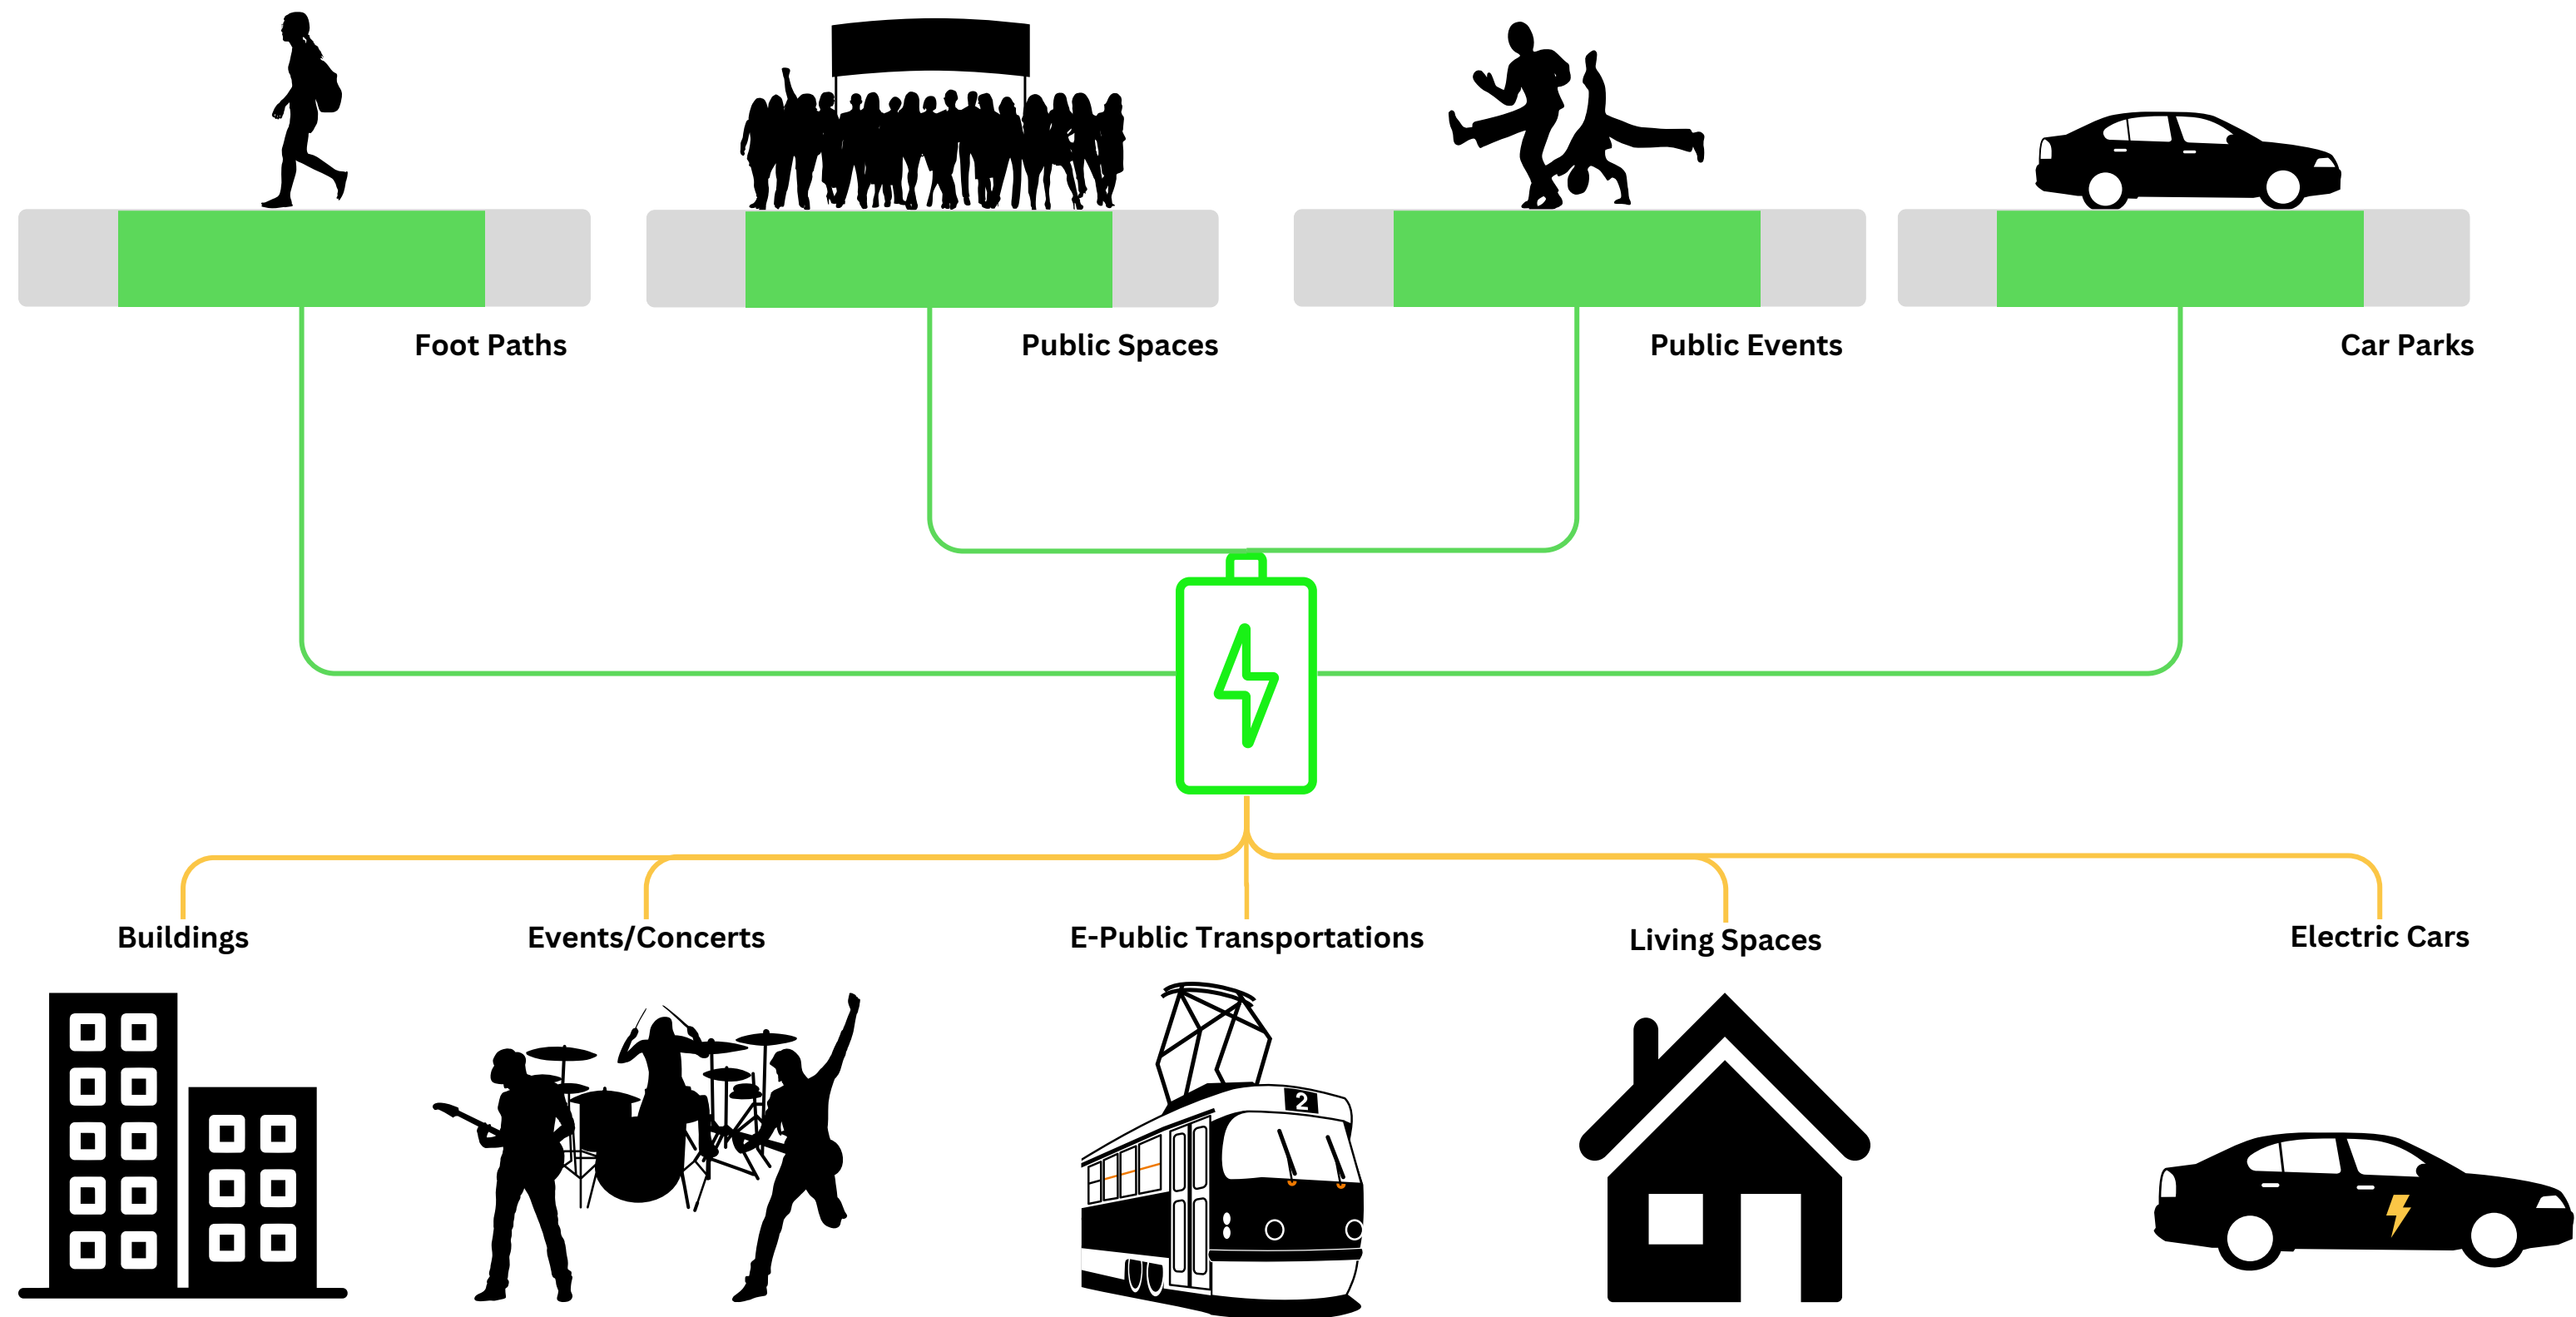 Foot Paths
Public Spaces
Public Events
Car Parks
Buildings
Events/Concerts
E-Public Transportations
Living Spaces
Electric Cars
2